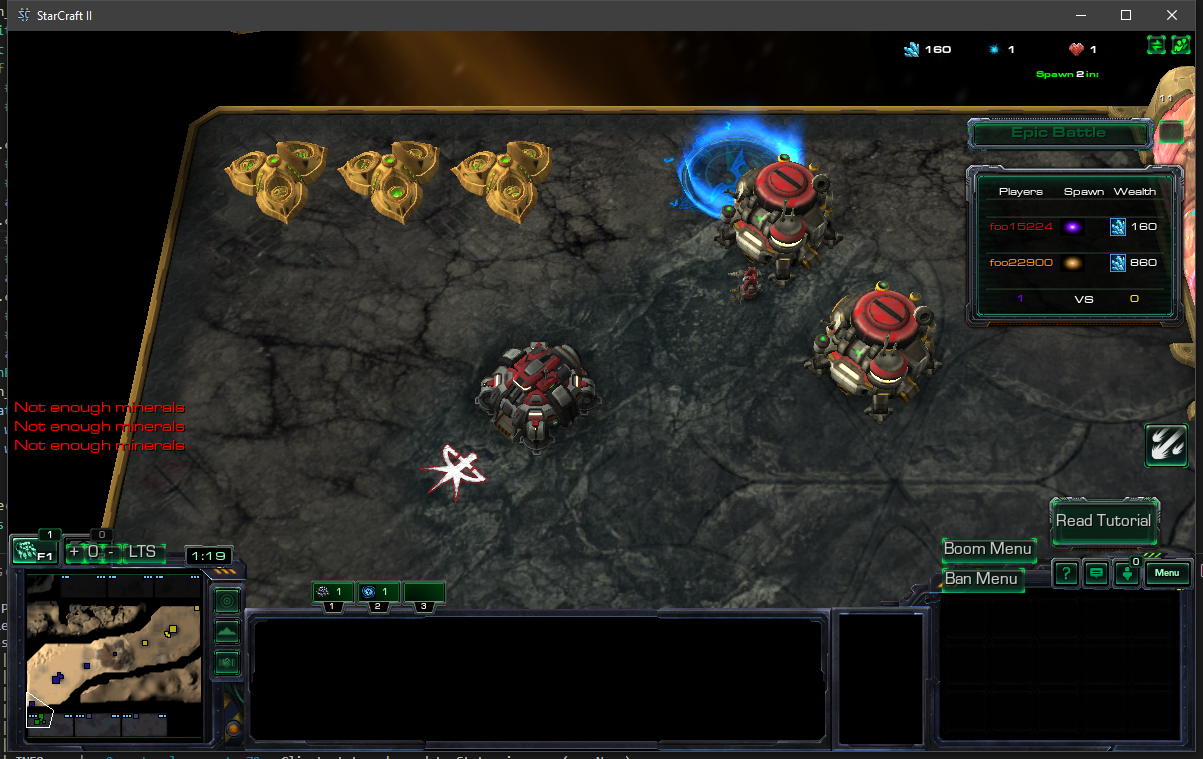 StarCraft II
160 1 1
Spawn 2 in:
11
Epic Battle
Players Spawn Wealth
foo15224 160
foo22900 860
1 VS 0
Not enough minerals
Not enough minerals
Not enough minerals
Read Tutorial
1 0
F1 + 0 - LTS 1:19
Boom Menu
0
? Menu
Ban Menu
1 1
1 2 3